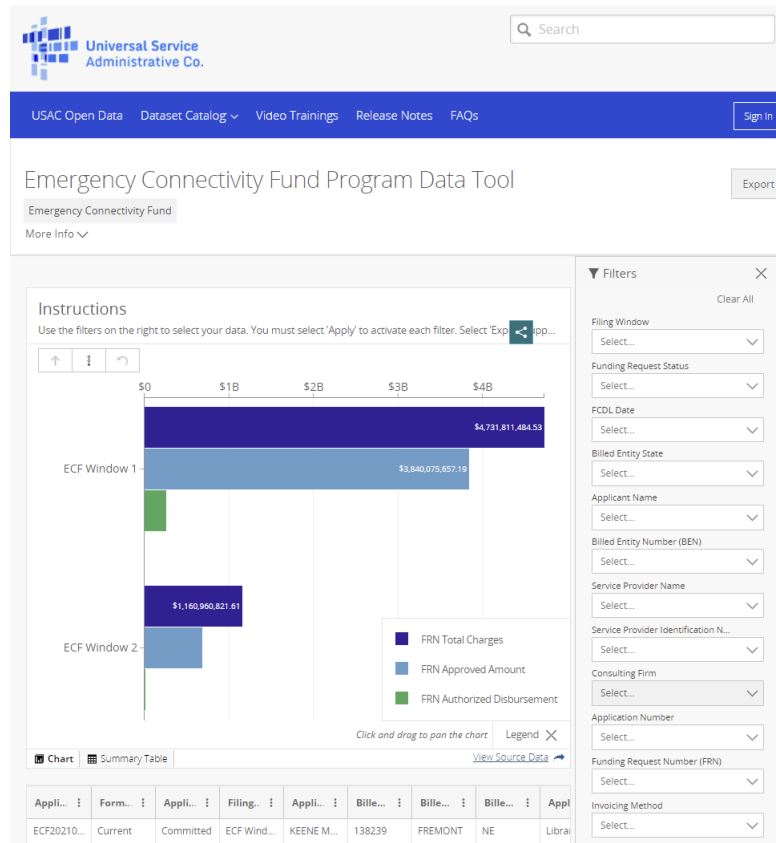 Universal Service
Administrative Co.
Search
USAC Open Data Dataset Catalog Video Trainings Release Notes FAQs Sign In
Emergency Connectivity Fund Program Data Tool
Export
Emergency Connectivity Fund
More Info
Filters
Clear All
Instructions
Use the filters on the right to select your data. You must select 'Apply' to activate each filter. Select 'Exp pp...
$0 $1B $2B $3B $4B
$4,731,811,484.53
ECF Window 1
$3,840,075,657.19
$1,160,960,821.61
ECF Window 2
FRN Total Charges
FRN Approved Amount
FRN Authorized Disbursement
Click and drag to pan the chart Legend
Chart Summary Table View Source Data
Appli... Form... Appli... Filing... Appli... Bille... Bille... Bille... Appl
ECF20210... Current Committed ECF Wind... KEENE M... 138239 FREMONT NE Librar
Filing Window
Select...
Funding Request Status
Select...
FCDL Date
Select...
Billed Entity State
Select...
Applicant Name
Select...
Billed Entity Number (BEN)
Select...
Service Provider Name
Select...
Service Provider Identification N...
Select...
Consulting Firm
Select...
Application Number
Select...
Funding Request Number (FRN)
Select...
Invoicing Method
Select...